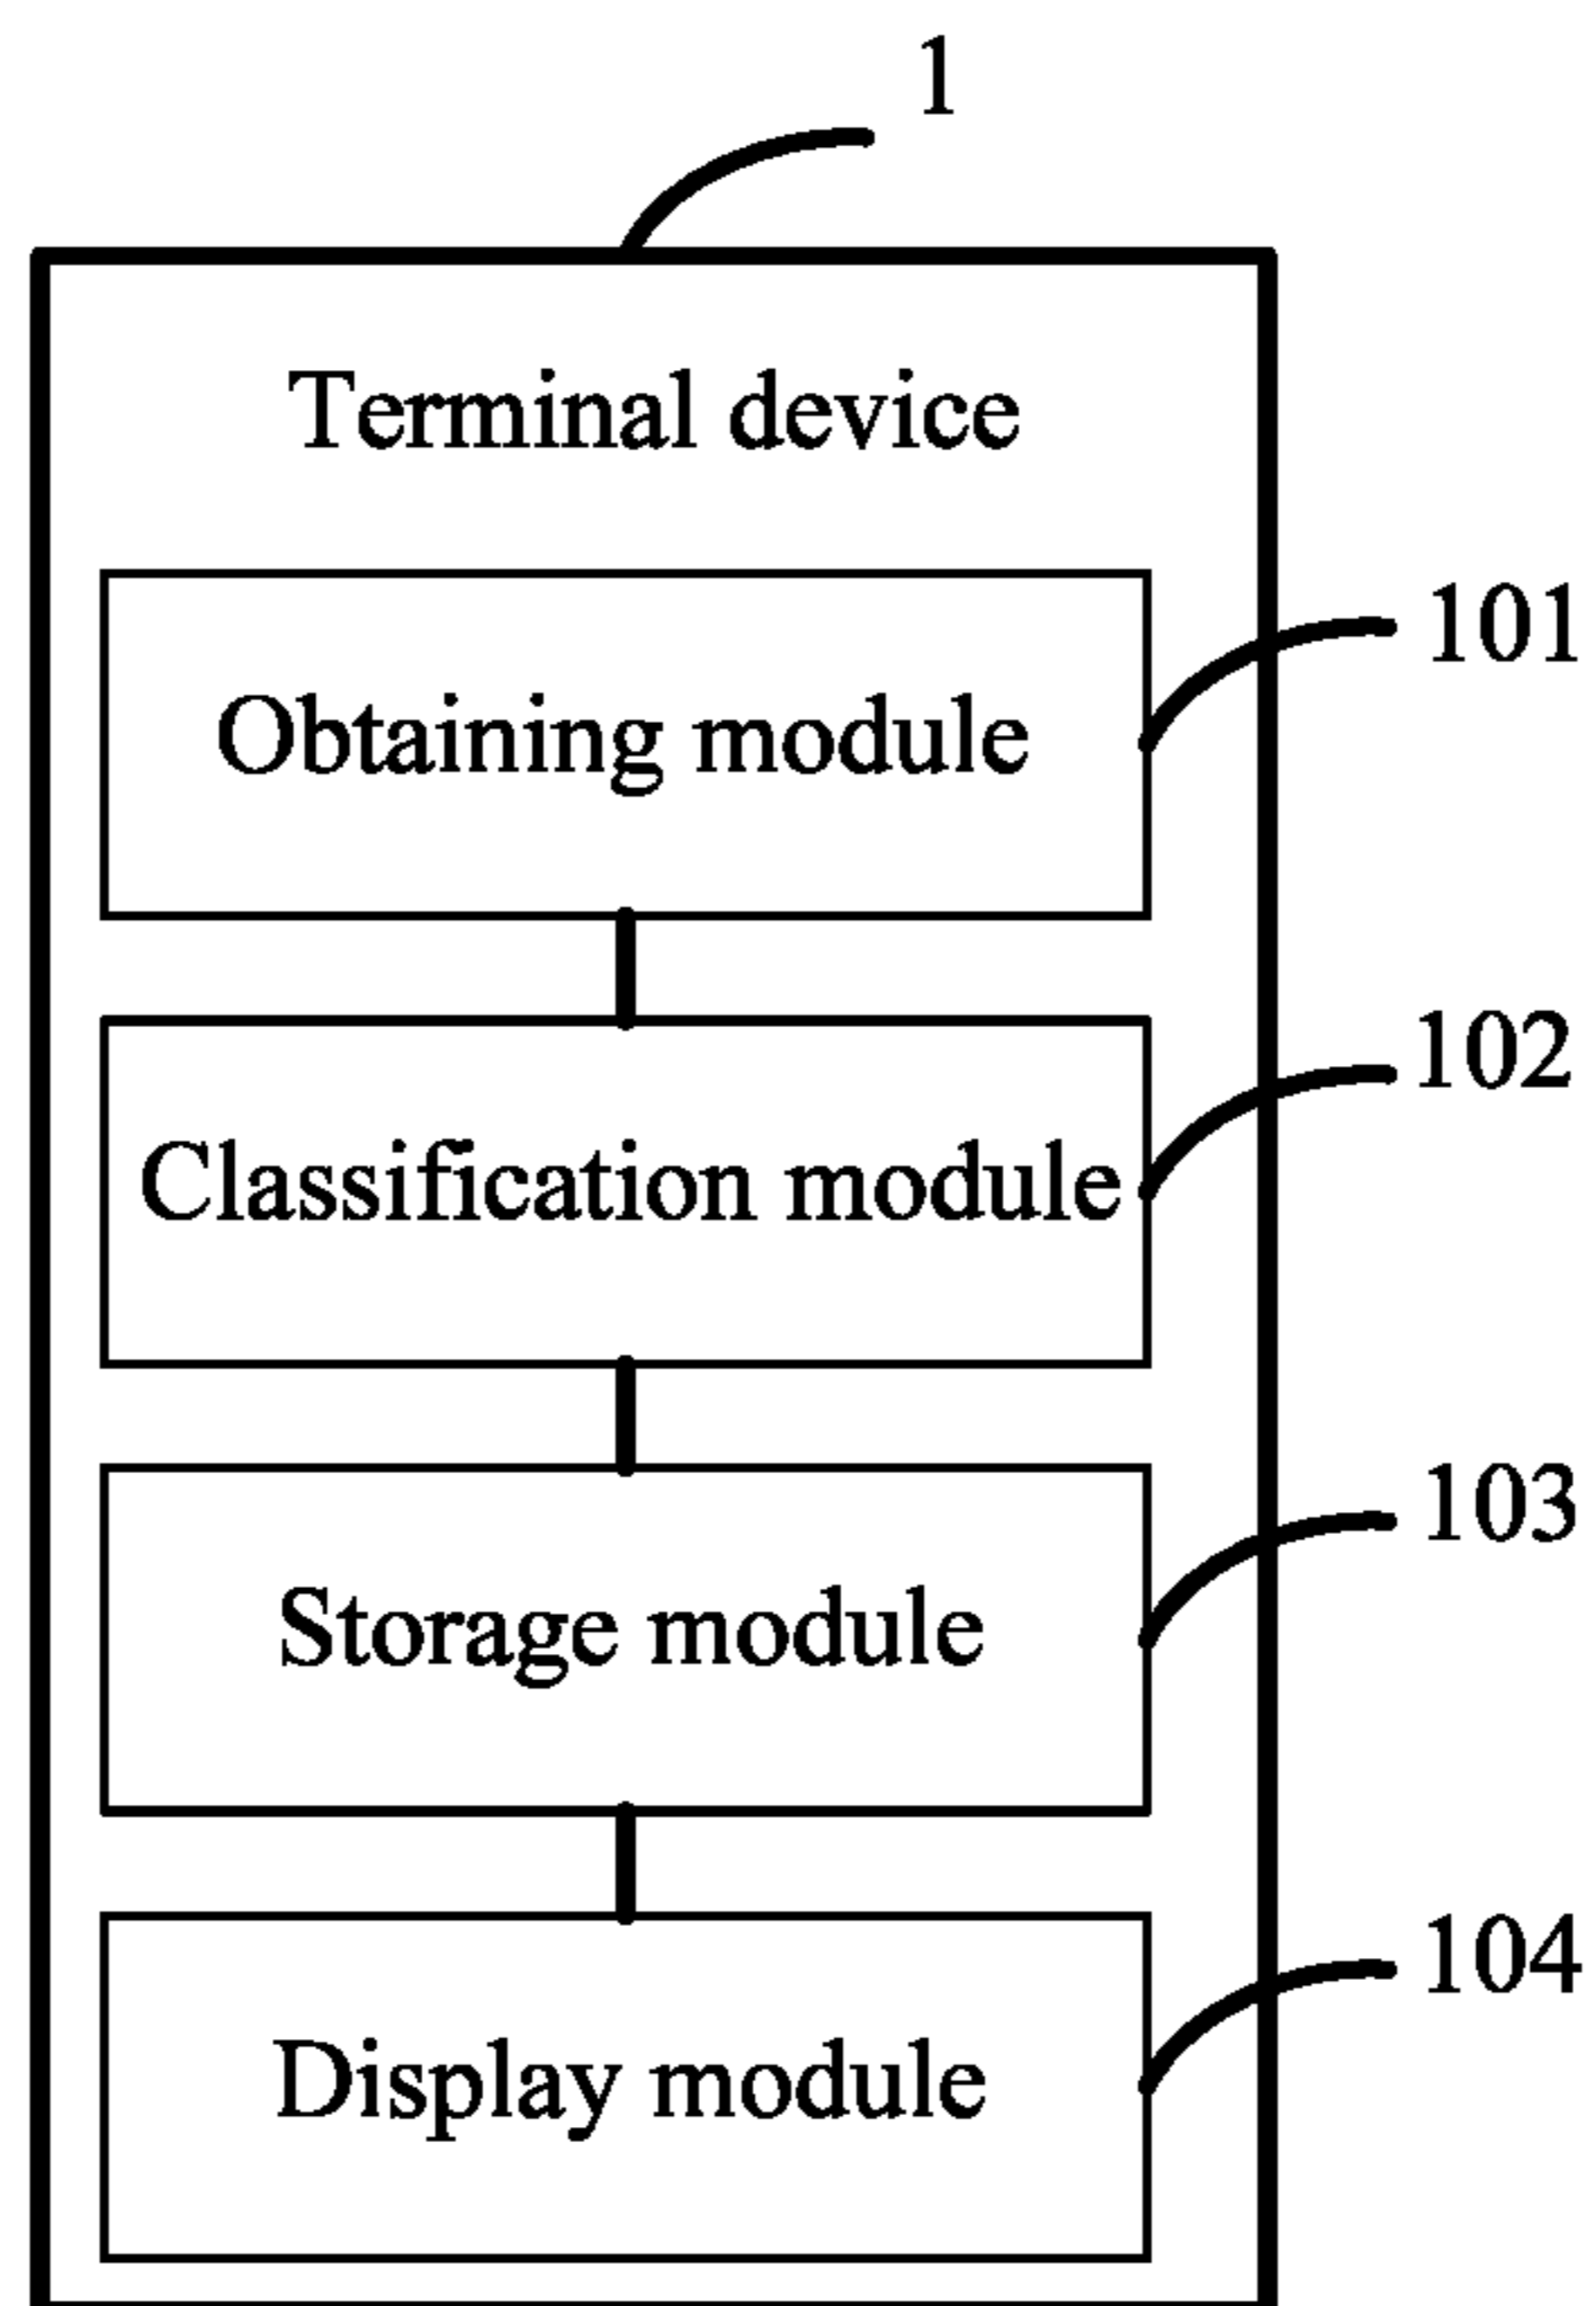 1
Terminal device
101
Obtaining module
102
Classification module
103
Storage module
104
Display module